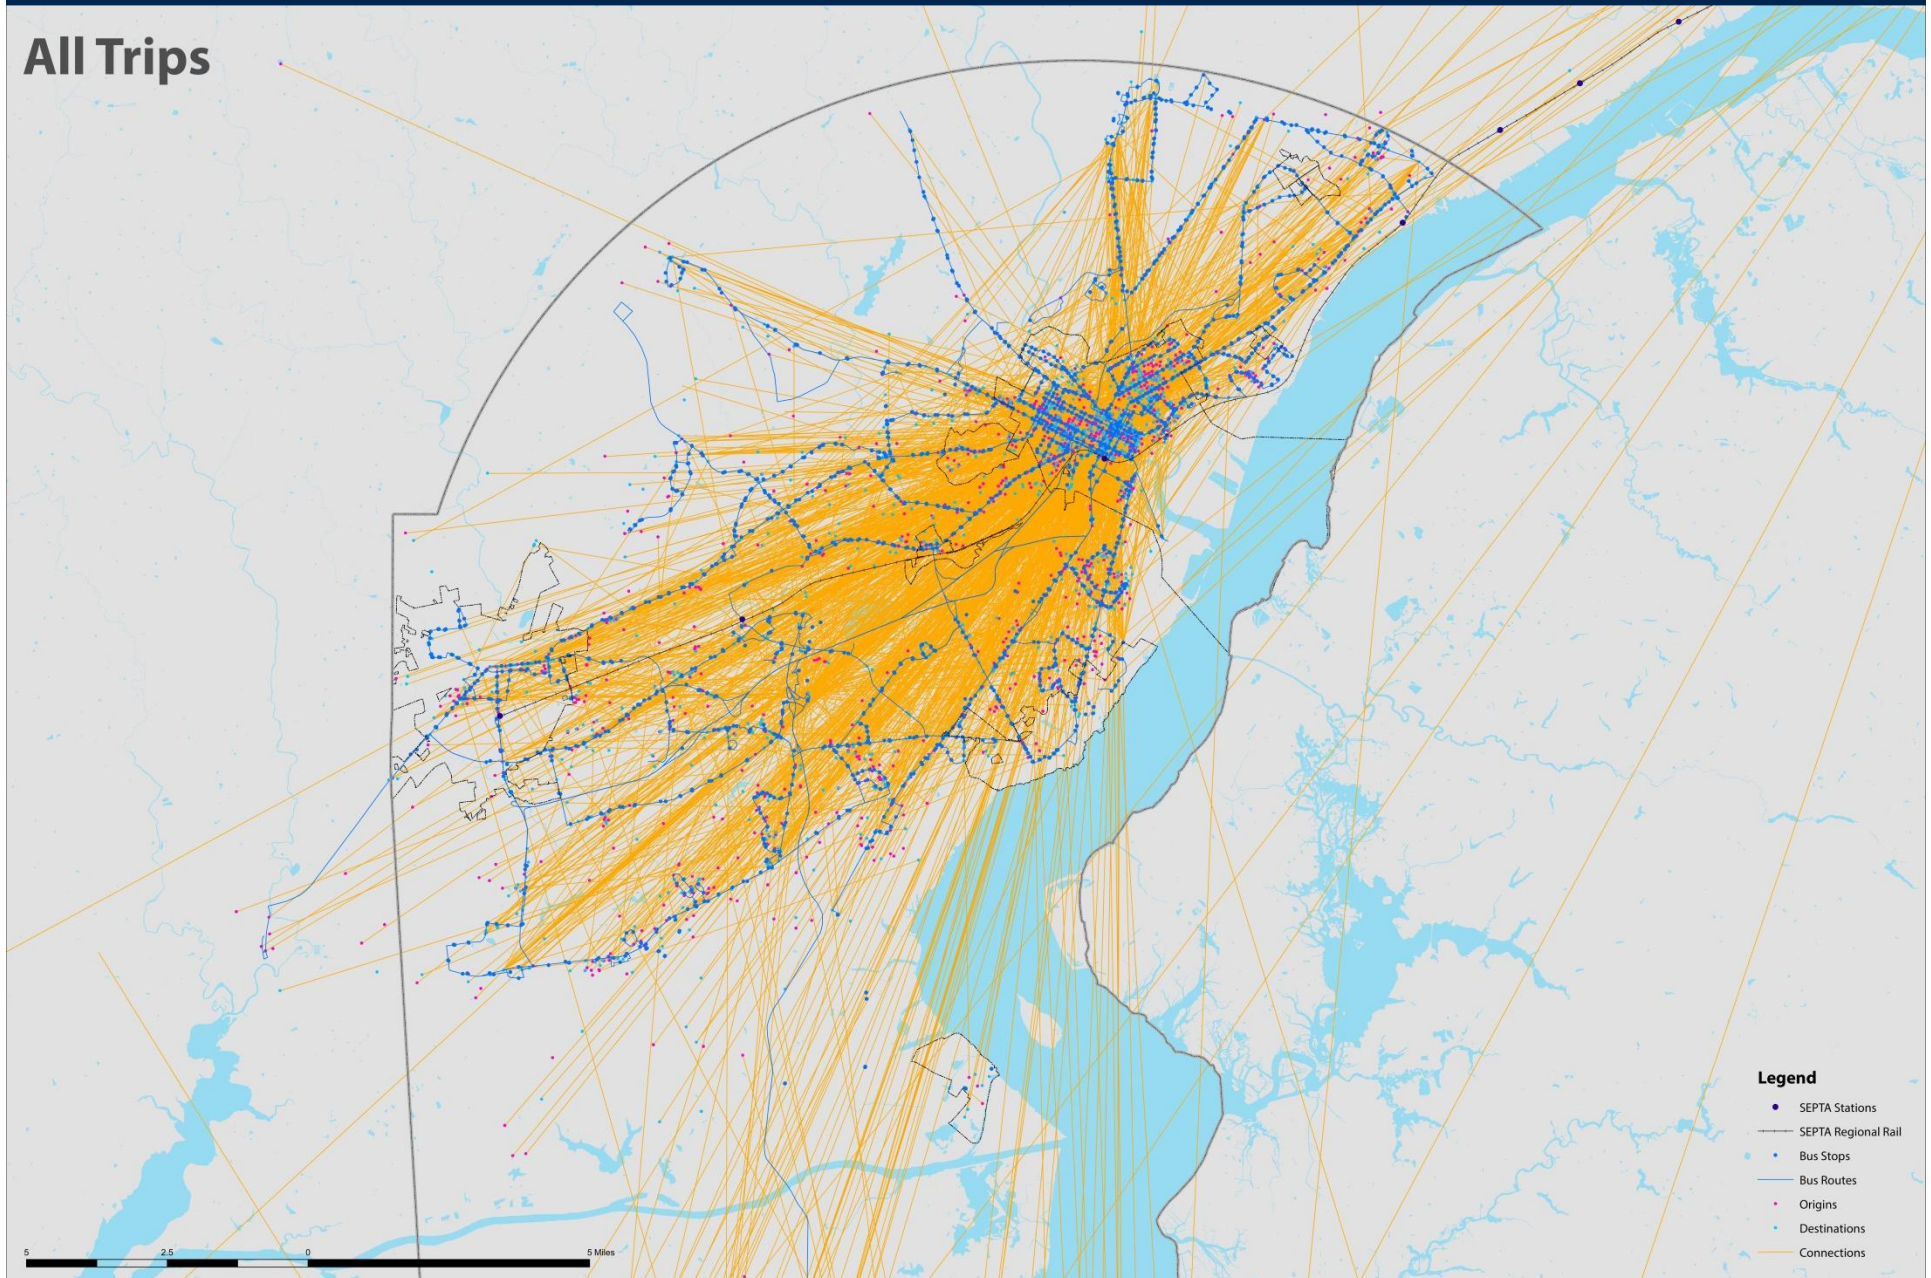 All Trips
Legend
SEPTA Stations
SEPTA Regional Rail
Bus Stops
Bus Routes
Origins
Destinations
Connections
5 2.5 0 5 Miles